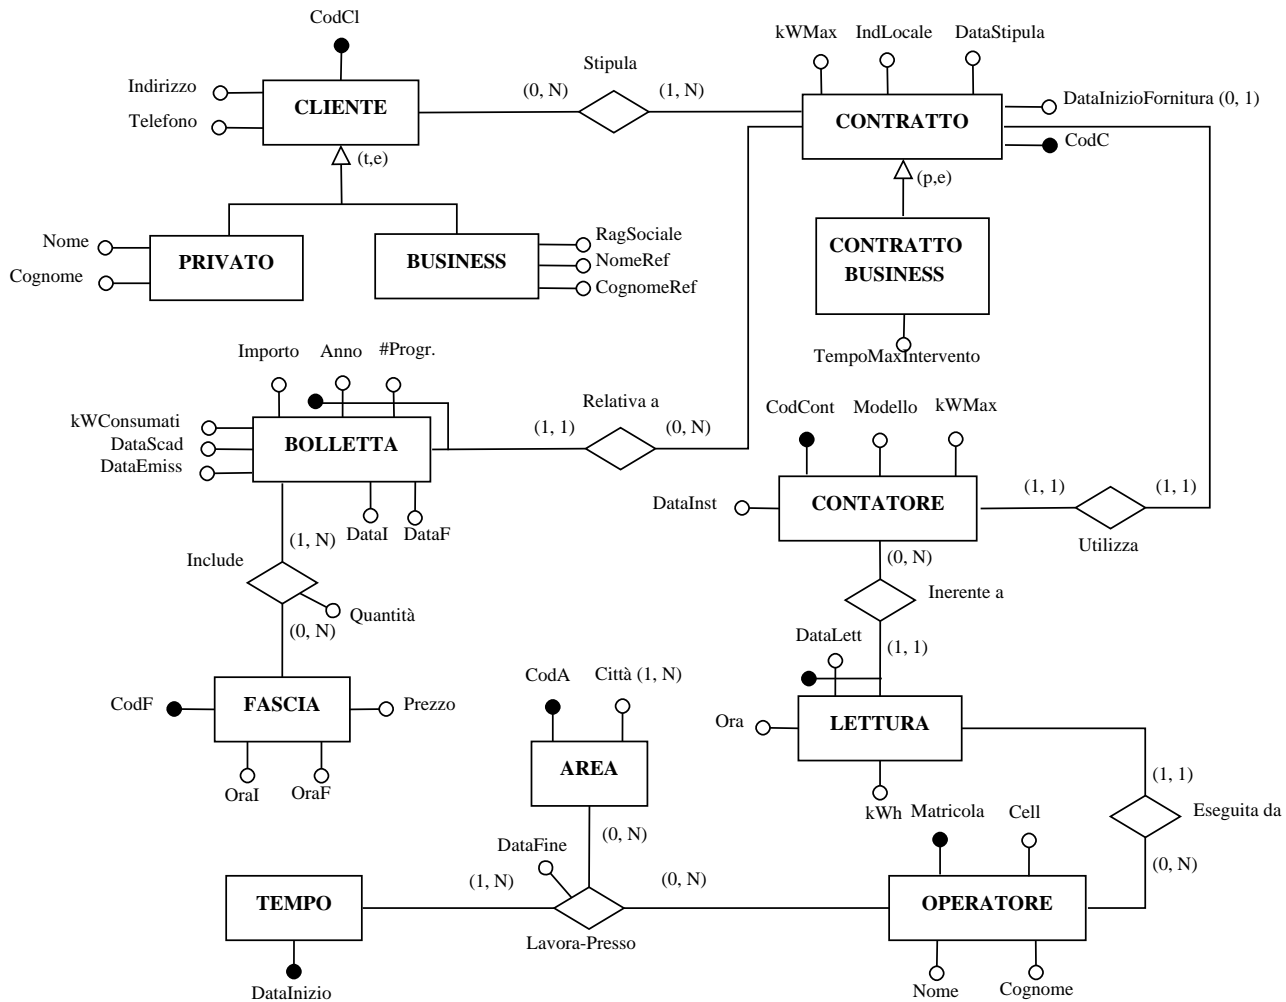 CodCl
kWMax
IndLocale
DataStipula
Indirizzo
CLIENTE
Stipula
(0, N)
(1, N)
CONTRATTO
DataInizioFornitura (0, 1)
Telefono
CodC
(t,e)
(p,e)
Nome
PRIVATO
Cognome
BUSINESS
RagSociale
NomeRef
CognomeRef
CONTRATTO
BUSINESS
TempoMaxIntervento
Importo
Anno
#Progr.
kWConsumati
DataScad
DataEmiss
BOLLETTA
(1, 1)
Relativa a
(0, N)
CodCont
Modello
kWMax
DataInst
CONTATORE
(1, 1)
(1, 1)
Utilizza
DataI
DataF
(1, N)
Include
Quantità
(0, N)
(0, N)
Inerente a
(1, 1)
DataLett
CodF
FASCIA
Prezzo
OraI
OraF
CodA
Città (1, N)
AREA
Ora
LETTURA
kWh
(1, 1)
Eseguita da
(0, N)
(0, N)
DataFine
(1, N)
(0, N)
Lavora-Presso
TEMPO
DataInizio
Matricola
Cell
OPERATORE
Nome
Cognome